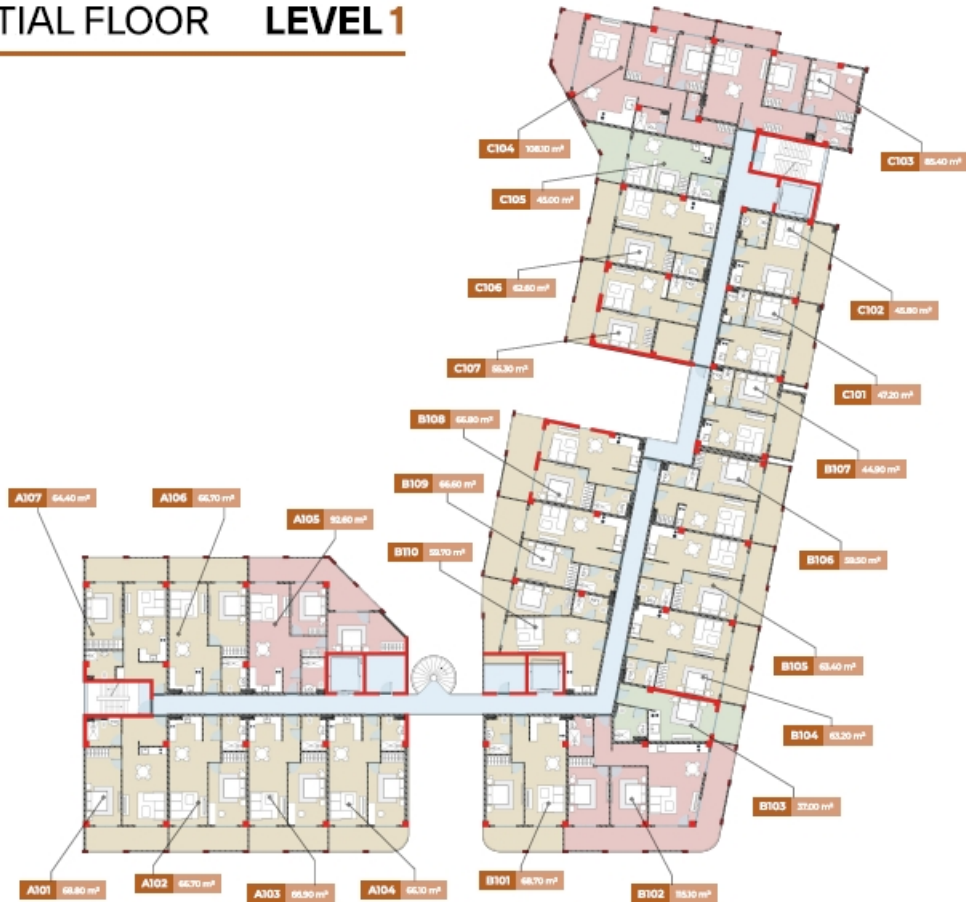 TIAL FLOOR LEVEL 1
C104 108.10 m²
C103 85.40 m²
C105 45.00 m²
C106 62.60 m²
C102 45.80 m²
C107 55.30 m²
C101 47.20 m²
B108 66.80 m²
B107 44.90 m²
B109 66.60 m²
A107 64.40 m²
A106 66.70 m²
A105 92.60 m²
B110 59.70 m²
B106 59.50 m²
B105 63.40 m²
B104 63.20 m²
B103 37.00 m²
A101 68.80 m²
A102 66.70 m²
A103 66.90 m²
A104 66.10 m²
B101 68.70 m²
B102 115.10 m²